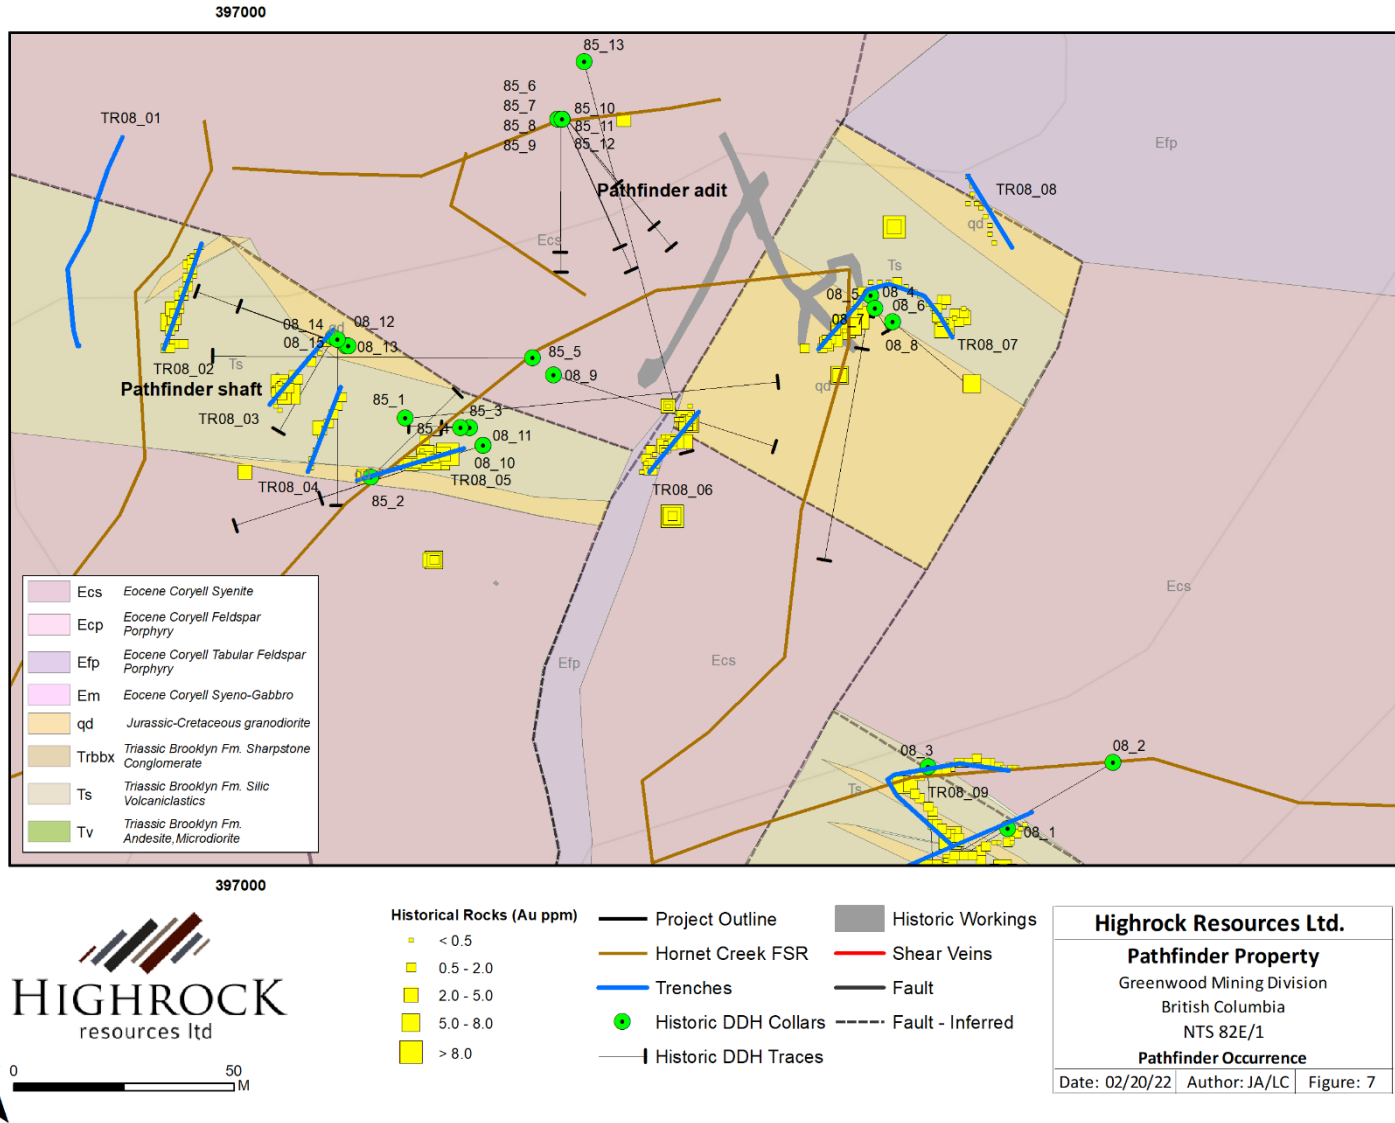 397000
85_13
85_6
85_7
85_8
85_9
85_10
85_11
85_12
TR08_01
Pathfinder adit
Efp
TR08_08
qd
Ecs
Ts
08_5
08_4
08_6
08_7
08_8
TR08_07
08_14
08_12
qd
08_15
08_13
TR08_02
Ts
Pathfinder shaft
TR08_03
85_5
08_9
qd
85_1
85_3
85_4
08_11
08_10
qd
TR08_04
TR08_05
85_2
TR08_06
Ecs
Efp
Ecs
08_3
08_2
Ts
TR08_09
08_1
Ecs Eocene Coryell Syenite
Ecp Eocene Coryell Feldspar
Porphyry
Efp Eocene Coryell Tabular Feldspar
Porphyry
Em Eocene Coryell Syeno-Gabbro
qd Jurassic-Cretaceous granodiorite
Trbbx Triassic Brooklyn Fm. Sharpstone
Conglomerate
Ts Triassic Brooklyn Fm. Silic
Volcaniclastics
Tv Triassic Brooklyn Fm.
Andesite,Microdiorite
397000
HIGHROCK
resources ltd
0 50
M
Historical Rocks (Au ppm)
< 0.5
0.5 - 2.0
2.0 - 5.0
5.0 - 8.0
> 8.0
Project Outline
Hornet Creek FSR
Trenches
Historic DDH Collars
Historic DDH Traces
Historic Workings
Shear Veins
Fault
Fault - Inferred
Highrock Resources Ltd.
Pathfinder Property
Greenwood Mining Division
British Columbia
NTS 82E/1
Pathfinder Occurrence
Date: 02/20/22 Author: JA/LC Figure: 7